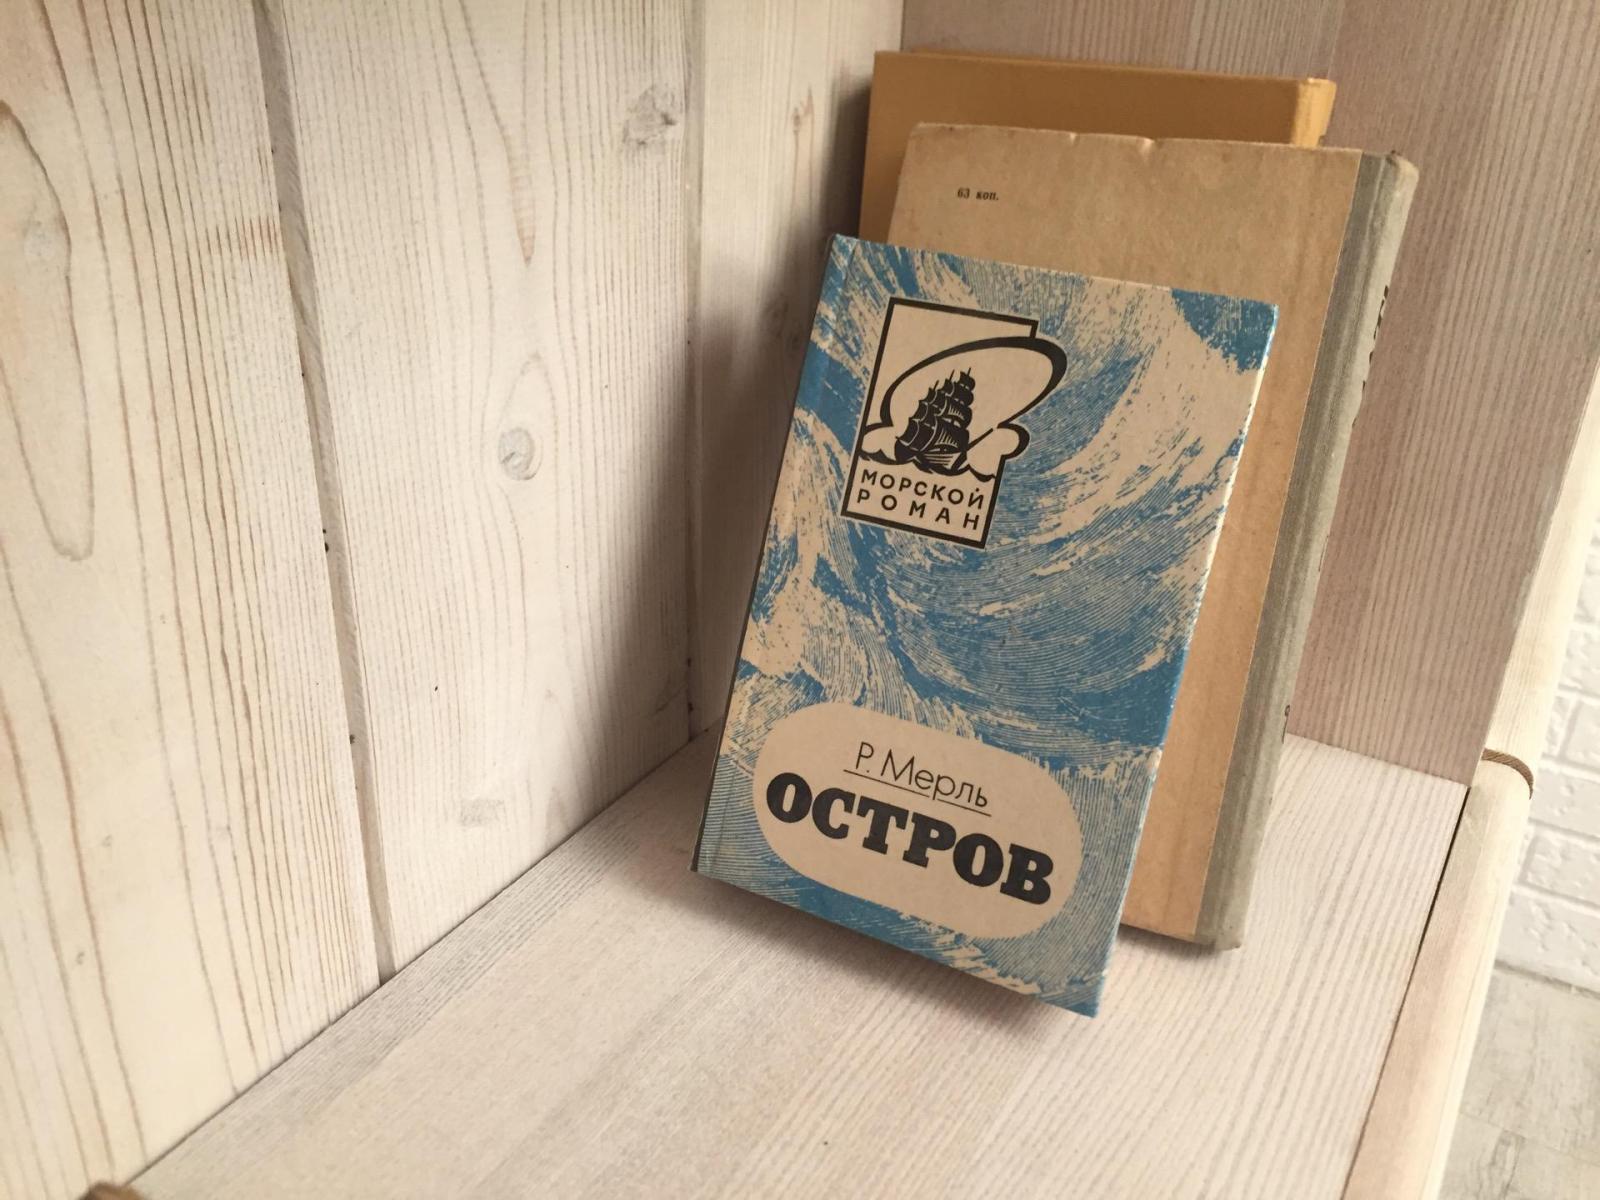 63 коп.
МОРСКОЙ
РОМАН
Р. Мерль
ОСТРОВ